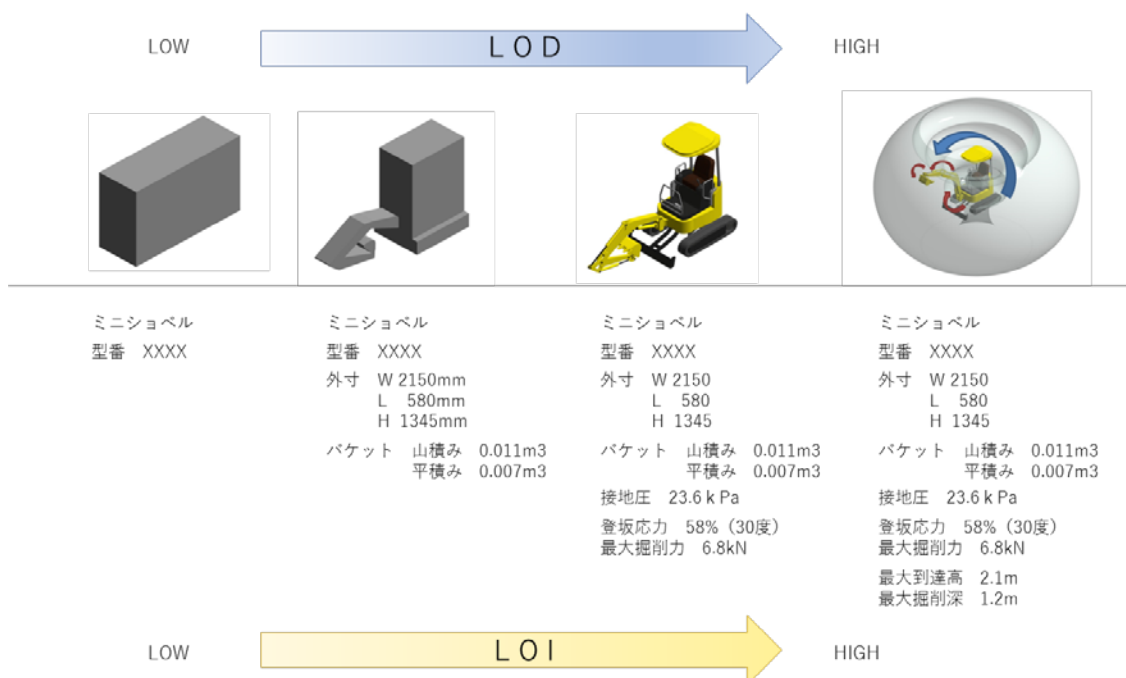 LOW
LOD
HIGH
ミニショベル
型番 XXXX
ミニショベル
型番 XXXX
外寸 W 2150mm
L 580mm
H 1345mm
バケット 山積み 0.011m3
平積み 0.007m3
ミニショベル
型番 XXXX
外寸 W 2150
L 580
H 1345
バケット 山積み 0.011m3
平積み 0.007m3
接地圧 23.6ｋPa
登坂応力 58%（30度）
最大掘削力 6.8kN
ミニショベル
型番 XXXX
外寸 W 2150
L 580
H 1345
バケット 山積み 0.011m3
平積み 0.007m3
接地圧 23.6ｋPa
登坂応力 58%（30度）
最大掘削力 6.8kN
最大到達高 2.1m
最大掘削深 1.2m
LOW
LOI
HIGH